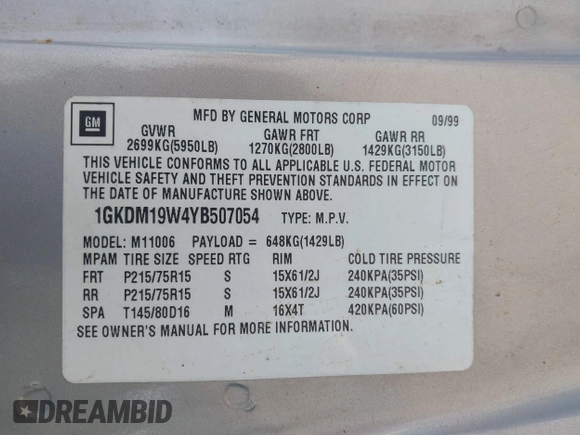 GM
MFD BY GENERAL MOTORS CORP 09/99
GVWR GAWR FRT GAWR RR
2699KG(5950LB) 1270KG(2800LB) 1429KG(3150LB)
THIS VEHICLE CONFORMS TO ALL APPLICABLE U.S. FEDERAL MOTOR
VEHICLE SAFETY AND THEFT PREVENTION STANDARDS IN EFFECT ON
THE DATE OF MANUFACTURE SHOWN ABOVE.
1GKDM19W4YB507054 TYPE: M.P.V.
MODEL: M11006 PAYLOAD = 648KG(1429LB)
MPAM TIRE SIZE SPEED RTG RIM COLD TIRE PRESSURE
FRT P215/75R15 S 15X61/2J 240KPA(35PSI)
RR P215/75R15 S 15X61/2J 240KPA(35PSI)
SPA T145/80D16 M 16X4T 420KPA(60PSI)
SEE OWNER'S MANUAL FOR MORE INFORMATION.
DREAMBID